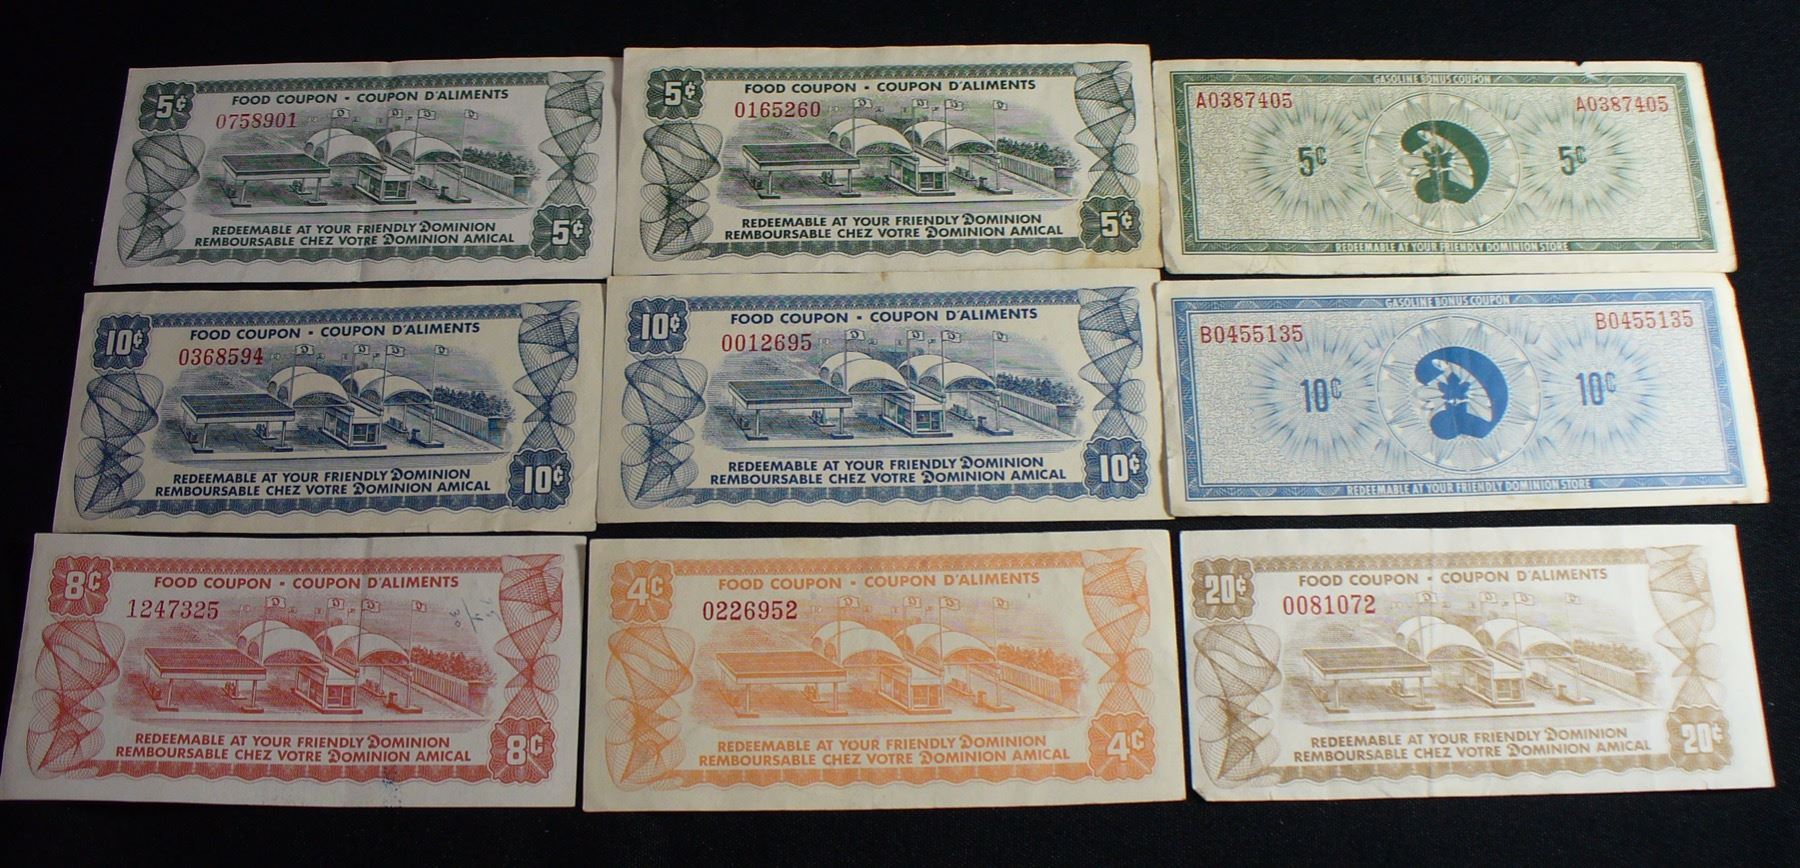 5¢
FOOD COUPON - COUPON D'ALIMENTS
0758901
REDEEMABLE AT YOUR FRIENDLY DOMINION
REMBOURSABLE CHEZ VOTRE DOMINION AMICAL
5¢
5¢
FOOD COUPON - COUPON D'ALIMENTS
0165260
REDEEMABLE AT YOUR FRIENDLY DOMINION
REMBOURSABLE CHEZ VOTRE DOMINION AMICAL
5¢
GASOLINE BONUS COUPON
A0387405 A0387405
5¢ D 5¢
REDEEMABLE AT YOUR FRIENDLY DOMINION STORE
10¢
FOOD COUPON - COUPON D'ALIMENTS
0368594
REDEEMABLE AT YOUR FRIENDLY DOMINION
REMBOURSABLE CHEZ VOTRE DOMINION AMICAL
10¢
10¢
FOOD COUPON - COUPON D'ALIMENTS
0012695
REDEEMABLE AT YOUR FRIENDLY DOMINION
REMBOURSABLE CHEZ VOTRE DOMINION AMICAL
10¢
GASOLINE BONUS COUPON
B0455135 B0455135
10¢ D 10¢
REDEEMABLE AT YOUR FRIENDLY DOMINION STORE
8¢
FOOD COUPON - COUPON D'ALIMENTS
1247325
REDEEMABLE AT YOUR FRIENDLY DOMINION
REMBOURSABLE CHEZ VOTRE DOMINION AMICAL
8¢
4¢
FOOD COUPON - COUPON D'ALIMENTS
0226952
REDEEMABLE AT YOUR FRIENDLY DOMINION
REMBOURSABLE CHEZ VOTRE DOMINION AMICAL
4¢
20¢
FOOD COUPON - COUPON D'ALIMENTS
0081072
REDEEMABLE AT YOUR FRIENDLY DOMINION
REMBOURSABLE CHEZ VOTRE DOMINION AMICAL
20¢